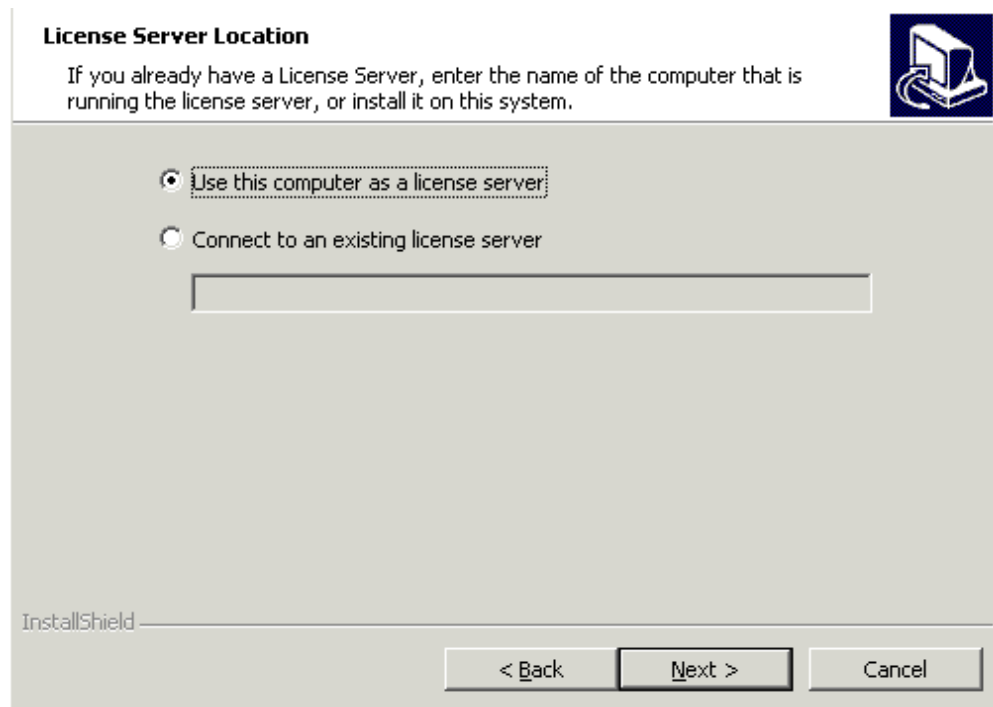 License Server Location
If you already have a License Server, enter the name of the computer that is
running the license server, or install it on this system.
Use this computer as a license server
Connect to an existing license server
InstallShield
< Back
Next >
Cancel